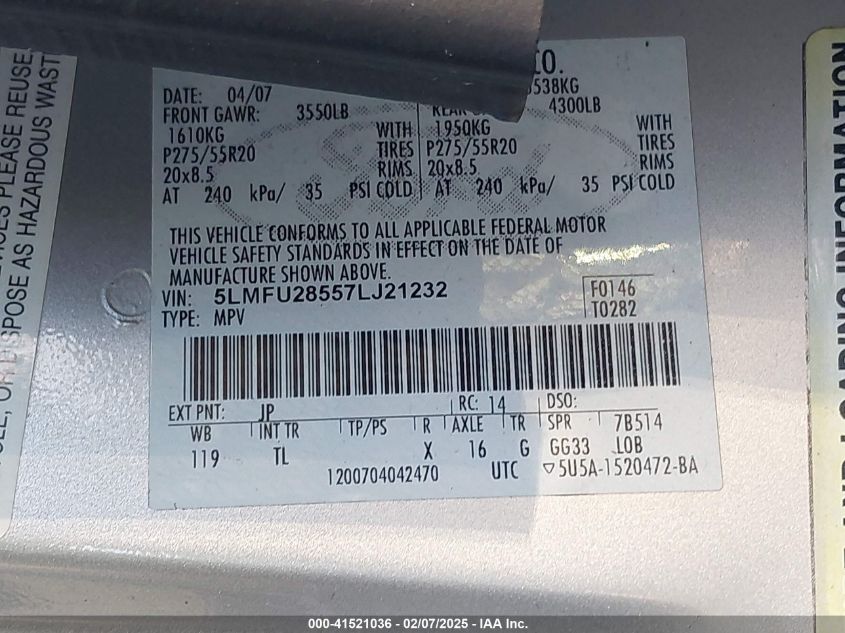 CO.
DATE: 04/07
538KG
FRONT GAWR: 3550LB
4300LB
1610KG WITH
1950KG WITH
P275/55R20 TIRES
P275/55R20 TIRES
20x8.5 RIMS
20x8.5 RIMS
AT 240 kPa/ 35 PSI COLD
AT 240 kPa/ 35 PSI COLD
THIS VEHICLE CONFORMS TO ALL APPLICABLE FEDERAL MOTOR
VEHICLE SAFETY STANDARDS IN EFFECT ON THE DATE OF
MANUFACTURE SHOWN ABOVE.
VIN: 5LMFU28557LJ21232
F0146
TYPE: MPV
T0282
EXT PNT: JP RC: 14 DSO:
WB INT TR TP/PS R AXLE TR SPR 7B514
119 TL X 16 G GG33 LOB
1200704042470 UTC ▽5U5A-1520472-BA
PLEASE REUSE
SPOSE AS HAZARDOUS WAST
AND LOADING INFORMATION
000-41521036 - 02/07/2025 - IAA Inc.